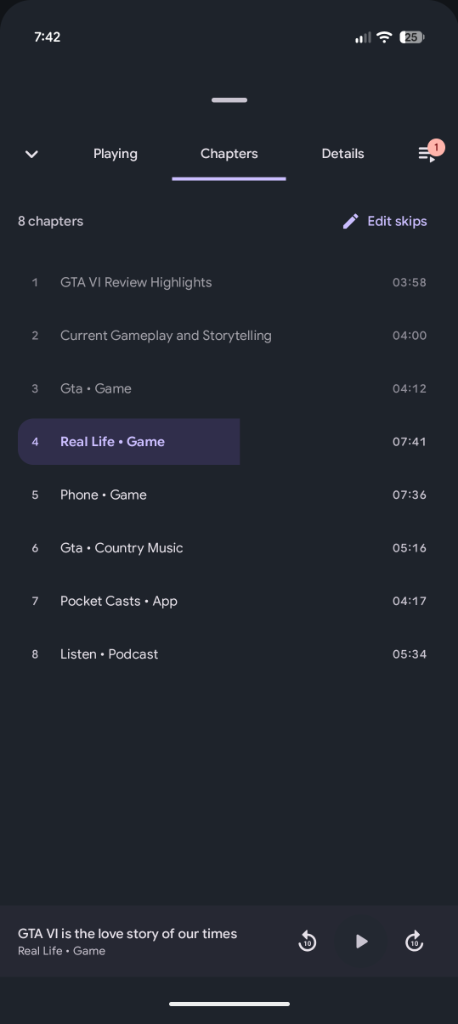 7:42
25
Playing
Chapters
Details
1
8 chapters
Edit skips
1 GTA VI Review Highlights 03:58
2 Current Gameplay and Storytelling 04:00
3 Gta • Game 04:12
4 Real Life • Game 07:41
5 Phone • Game 07:36
6 Gta • Country Music 05:16
7 Pocket Casts • App 04:17
8 Listen • Podcast 05:34
GTA VI is the love story of our times
Real Life • Game
10
10